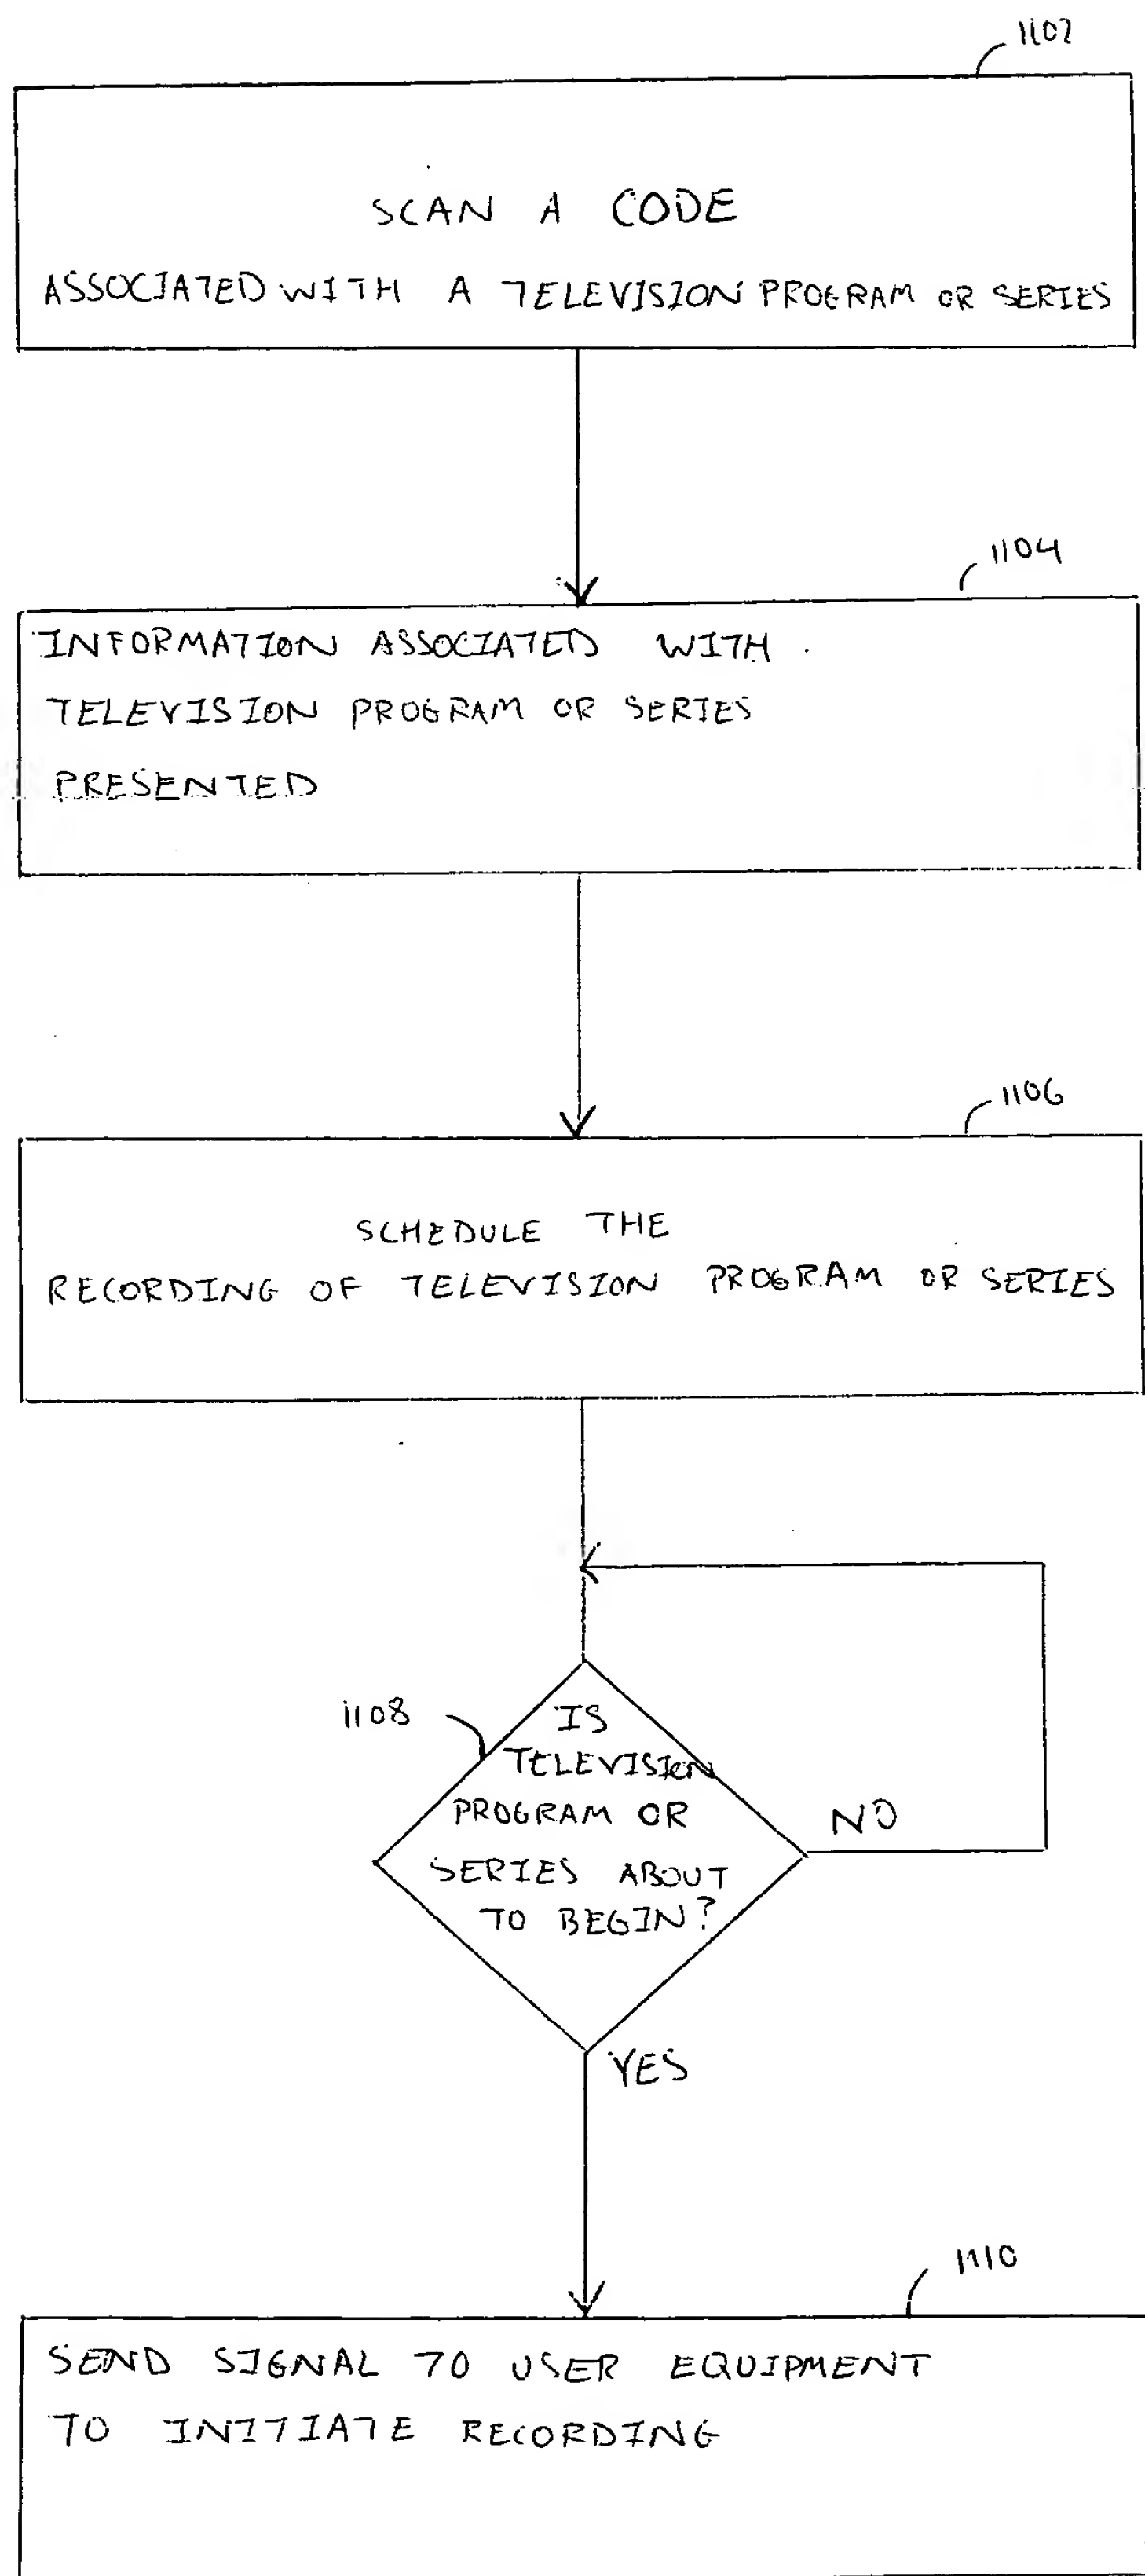 1102
SCAN A CODE
ASSOCIATED WITH A TELEVISION PROGRAM OR SERIES
1104
INFORMATION ASSOCIATED WITH
TELEVISION PROGRAM OR SERIES
PRESENTED
1106
SCHEDULE THE
RECORDING OF TELEVISION PROGRAM OR SERIES
1108
IS
TELEVISION
PROGRAM OR
SERIES ABOUT
TO BEGIN?
NO
YES
1110
SEND SIGNAL TO USER EQUIPMENT
TO INITIATE RECORDING